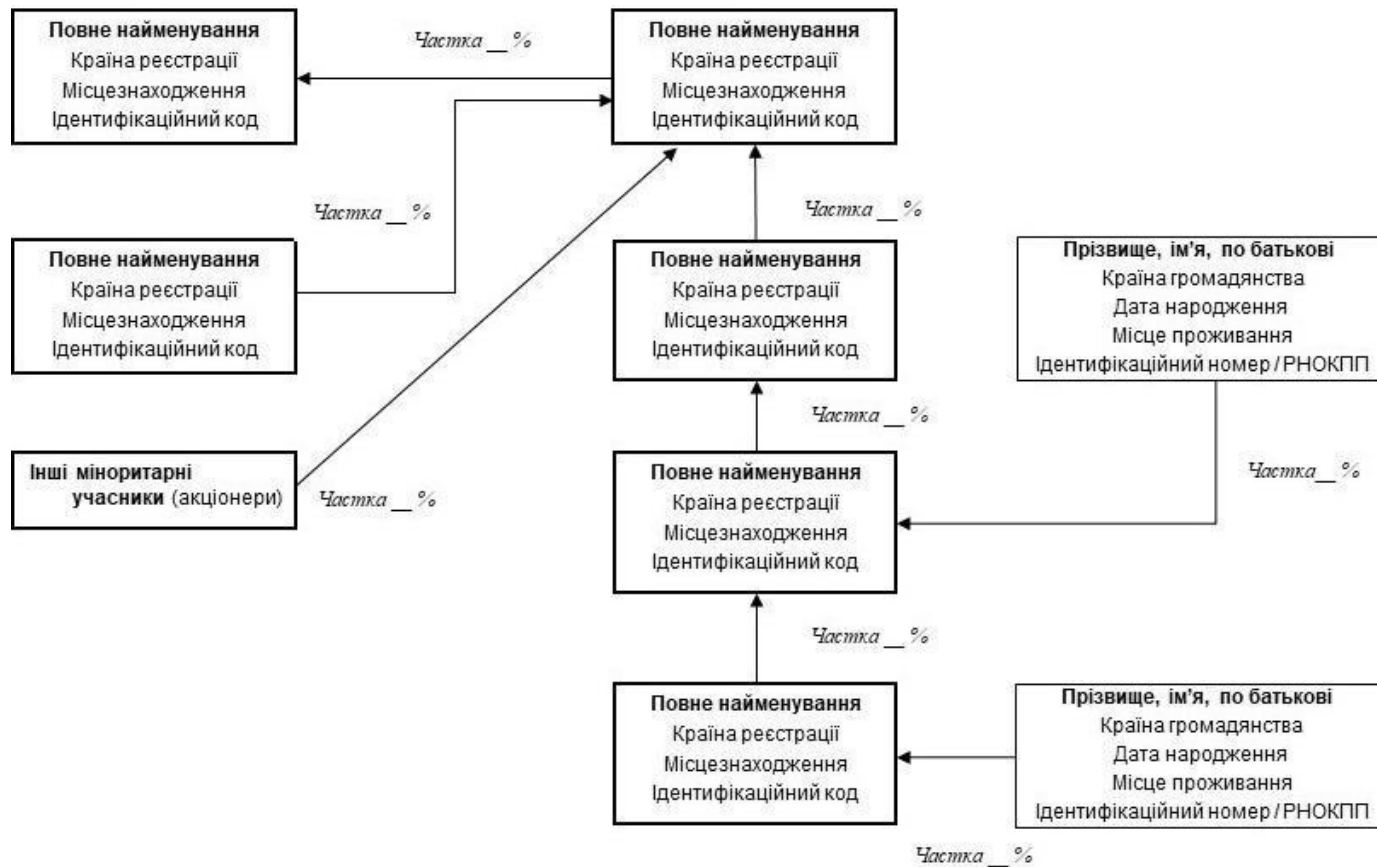 Повне найменування
Країна реєстрації
Місцезнаходження
Ідентифікаційний код
Частка __ %
Повне найменування
Країна реєстрації
Місцезнаходження
Ідентифікаційний код
Частка __ %
Частка __ %
Повне найменування
Країна реєстрації
Місцезнаходження
Ідентифікаційний код
Повне найменування
Країна реєстрації
Місцезнаходження
Ідентифікаційний код
Прізвище, ім’я, по батькові
Країна громадянства
Дата народження
Місце проживання
Ідентифікаційний номер / РНОКПП
Частка __ %
Інші міноритарні
учасники (акціонери)
Частка __ %
Повне найменування
Країна реєстрації
Місцезнаходження
Ідентифікаційний код
Частка__ %
Частка __ %
Повне найменування
Країна реєстрації
Місцезнаходження
Ідентифікаційний код
Прізвище, ім’я, по батькові
Країна громадянства
Дата народження
Місце проживання
Ідентифікаційний номер / РНОКПП
Частка __ %